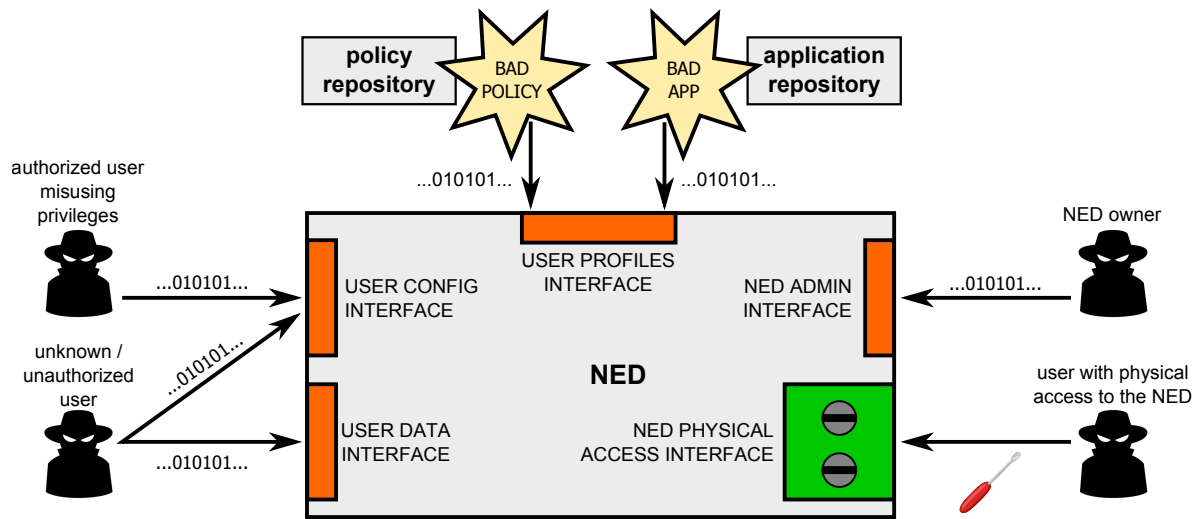 policy
repository
BAD
POLICY
BAD
APP
application
repository
...010101...
...010101...
authorized user
misusing
privileges
...010101...
unknown /
unauthorized
user
...010101...
...010101...
USER PROFILES
INTERFACE
USER CONFIG
INTERFACE
NED ADMIN
INTERFACE
NED owner
...010101...
NED
USER DATA
INTERFACE
NED PHYSICAL
ACCESS INTERFACE
user with physical
access to the NED